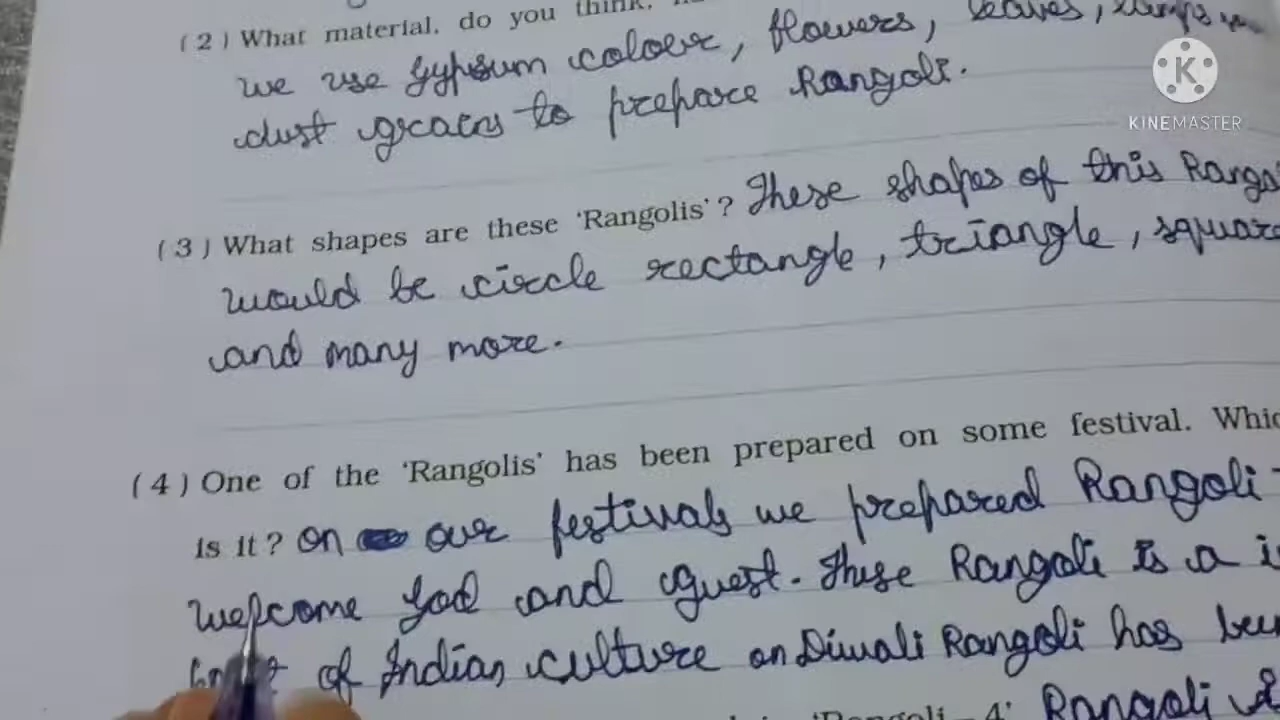 (2) What material, do you think,
we use gypsum colour, flowers, leaves,
dust grains to prepare Rangoli.
K
KINEMASTER
(3) What shapes are these 'Rangolis'? These shapes of this
would be circle rectangle, triangle, square
and many more.
(4) One of the 'Rangolis' has been prepared on some festival.
is it? on our festivals we prepared Rangoli
welcome God and guest. These Rangoli is a
of Indian culture on Diwali Rangoli has
4' Rangoli